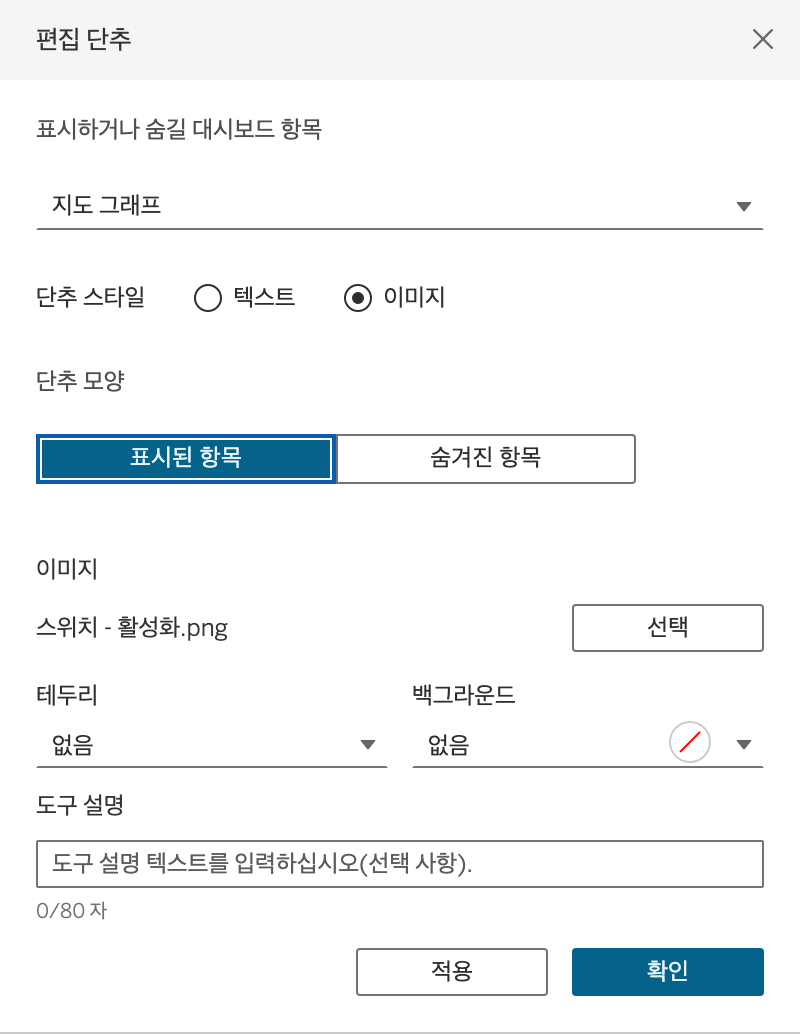 편집 단추
표시하거나 숨길 대시보드 항목
지도 그래프
단추 스타일 텍스트 이미지
단추 모양
표시된 항목 숨겨진 항목
이미지
스위치 - 활성화.png 선택
테두리 백그라운드
없음 없음
도구 설명
도구 설명 텍스트를 입력하십시오(선택 사항).
0/80 자
적용 확인